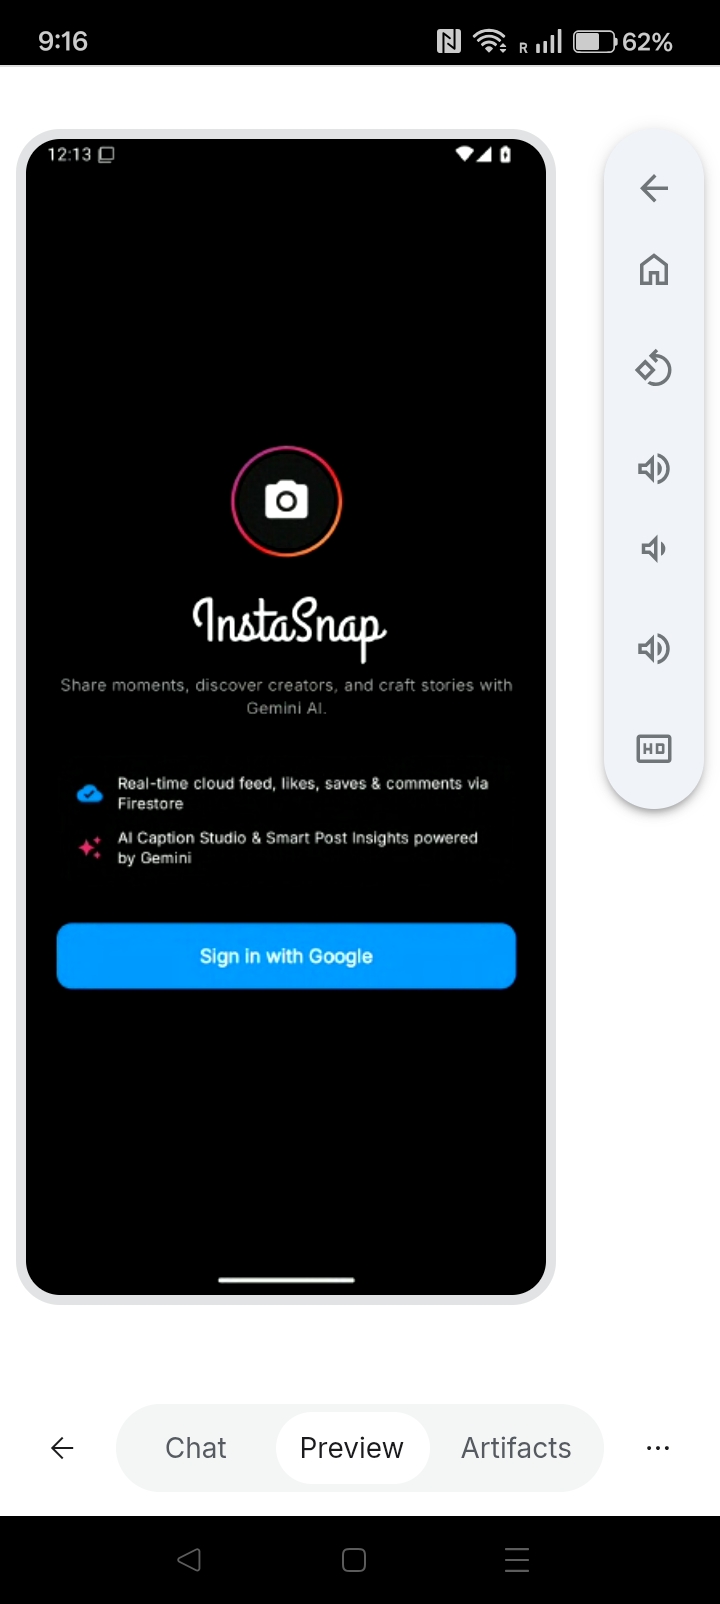 9:16
R
62%
12:13
InstaSnap
Share moments, discover creators, and craft stories with
Gemini AI.
Real-time cloud feed, likes, saves & comments via
Firestore
AI Caption Studio & Smart Post Insights powered
by Gemini
Sign in with Google
HD
Chat
Preview
Artifacts